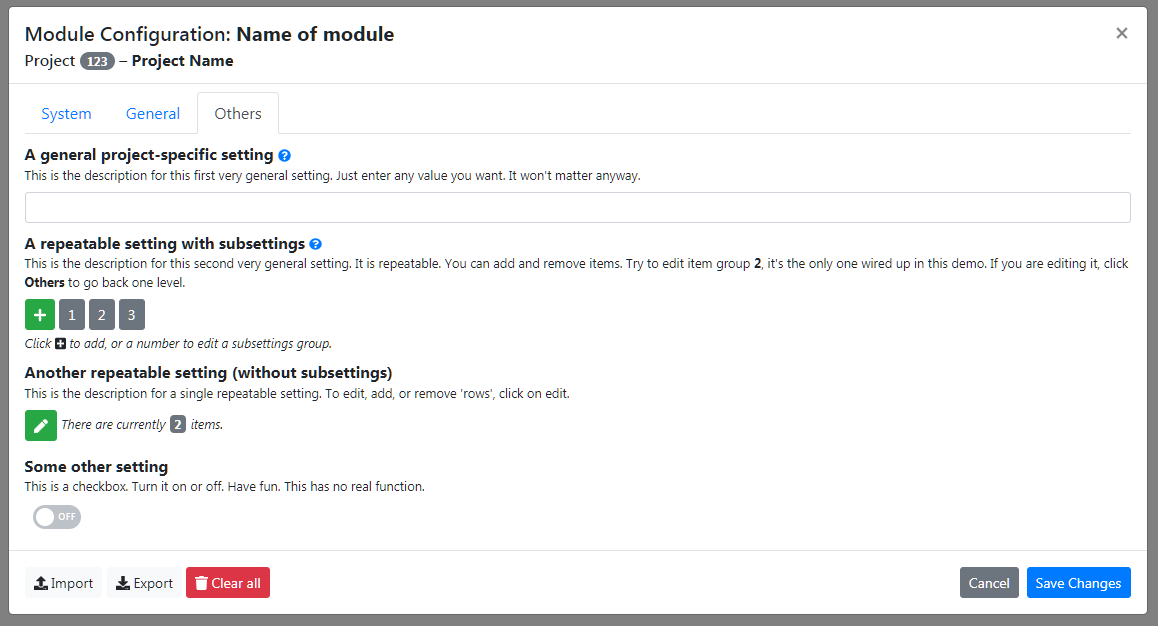 Module Configuration: Name of module
Project 123 – Project Name
System General Others
A general project-specific setting
This is the description for this first very general setting. Just enter any value you want. It won't matter anyway.
A repeatable setting with subsettings
This is the description for this second very general setting. It is repeatable. You can add and remove items. Try to edit item group 2, it's the only one wired up in this demo. If you are editing it, click
Others to go back one level.
1 2 3
Click to add, or a number to edit a subsettings group.
Another repeatable setting (without subsettings)
This is the description for a single repeatable setting. To edit, add, or remove 'rows', click on edit.
There are currently 2 items.
Some other setting
This is a checkbox. Turn it on or off. Have fun. This has no real function.
OFF
Import Export Clear all Cancel Save Changes